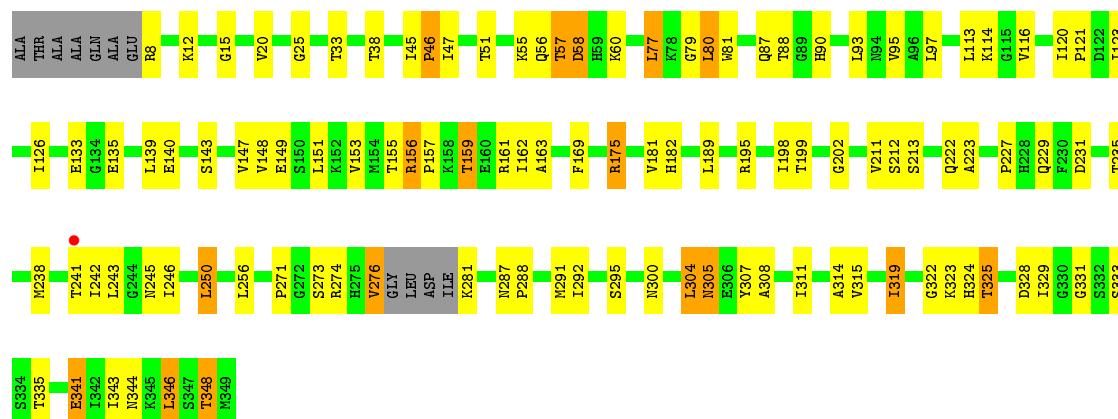 ALA THR ALA ALA GLN ALA GLU R8 K12 G15 V20 G25 T33 T38 I45 P46 I47 T51 K55 Q56 T57 D58 H59 K60 L77 K78 G79 L80 W81 Q87 T88 G89 H90 L93 N94 V95 A96 L97 L113 K114 G115 V116 I120 P121 D122
I126 E133 G134 E135 L139 E140 S143 V147 V148 E149 S150 L151 K152 V153 M154 T155 R156 P157 K158 T159 E160 R161 I162 A163 F169 R175 V181 H182 L189 R195 I198 T199 G202 V211 S212 S213 Q222 A223 P227 H228 Q229 F230 D231
M238 T241 I242 L243 G244 N245 I246 L250 L256 P271 G272 S273 R274 H275 V276 GLY LEU ASP ILE K281 N287 P288 M291 I292 S295 N300 L304 N305 E306 Y307 A308 I311 A314 V315 I319 G322 K323 H324 T325 D328 I329 G330 G331 S332
S334 T335 E341 I342 I343 N344 K345 L346 S347 T348 M349